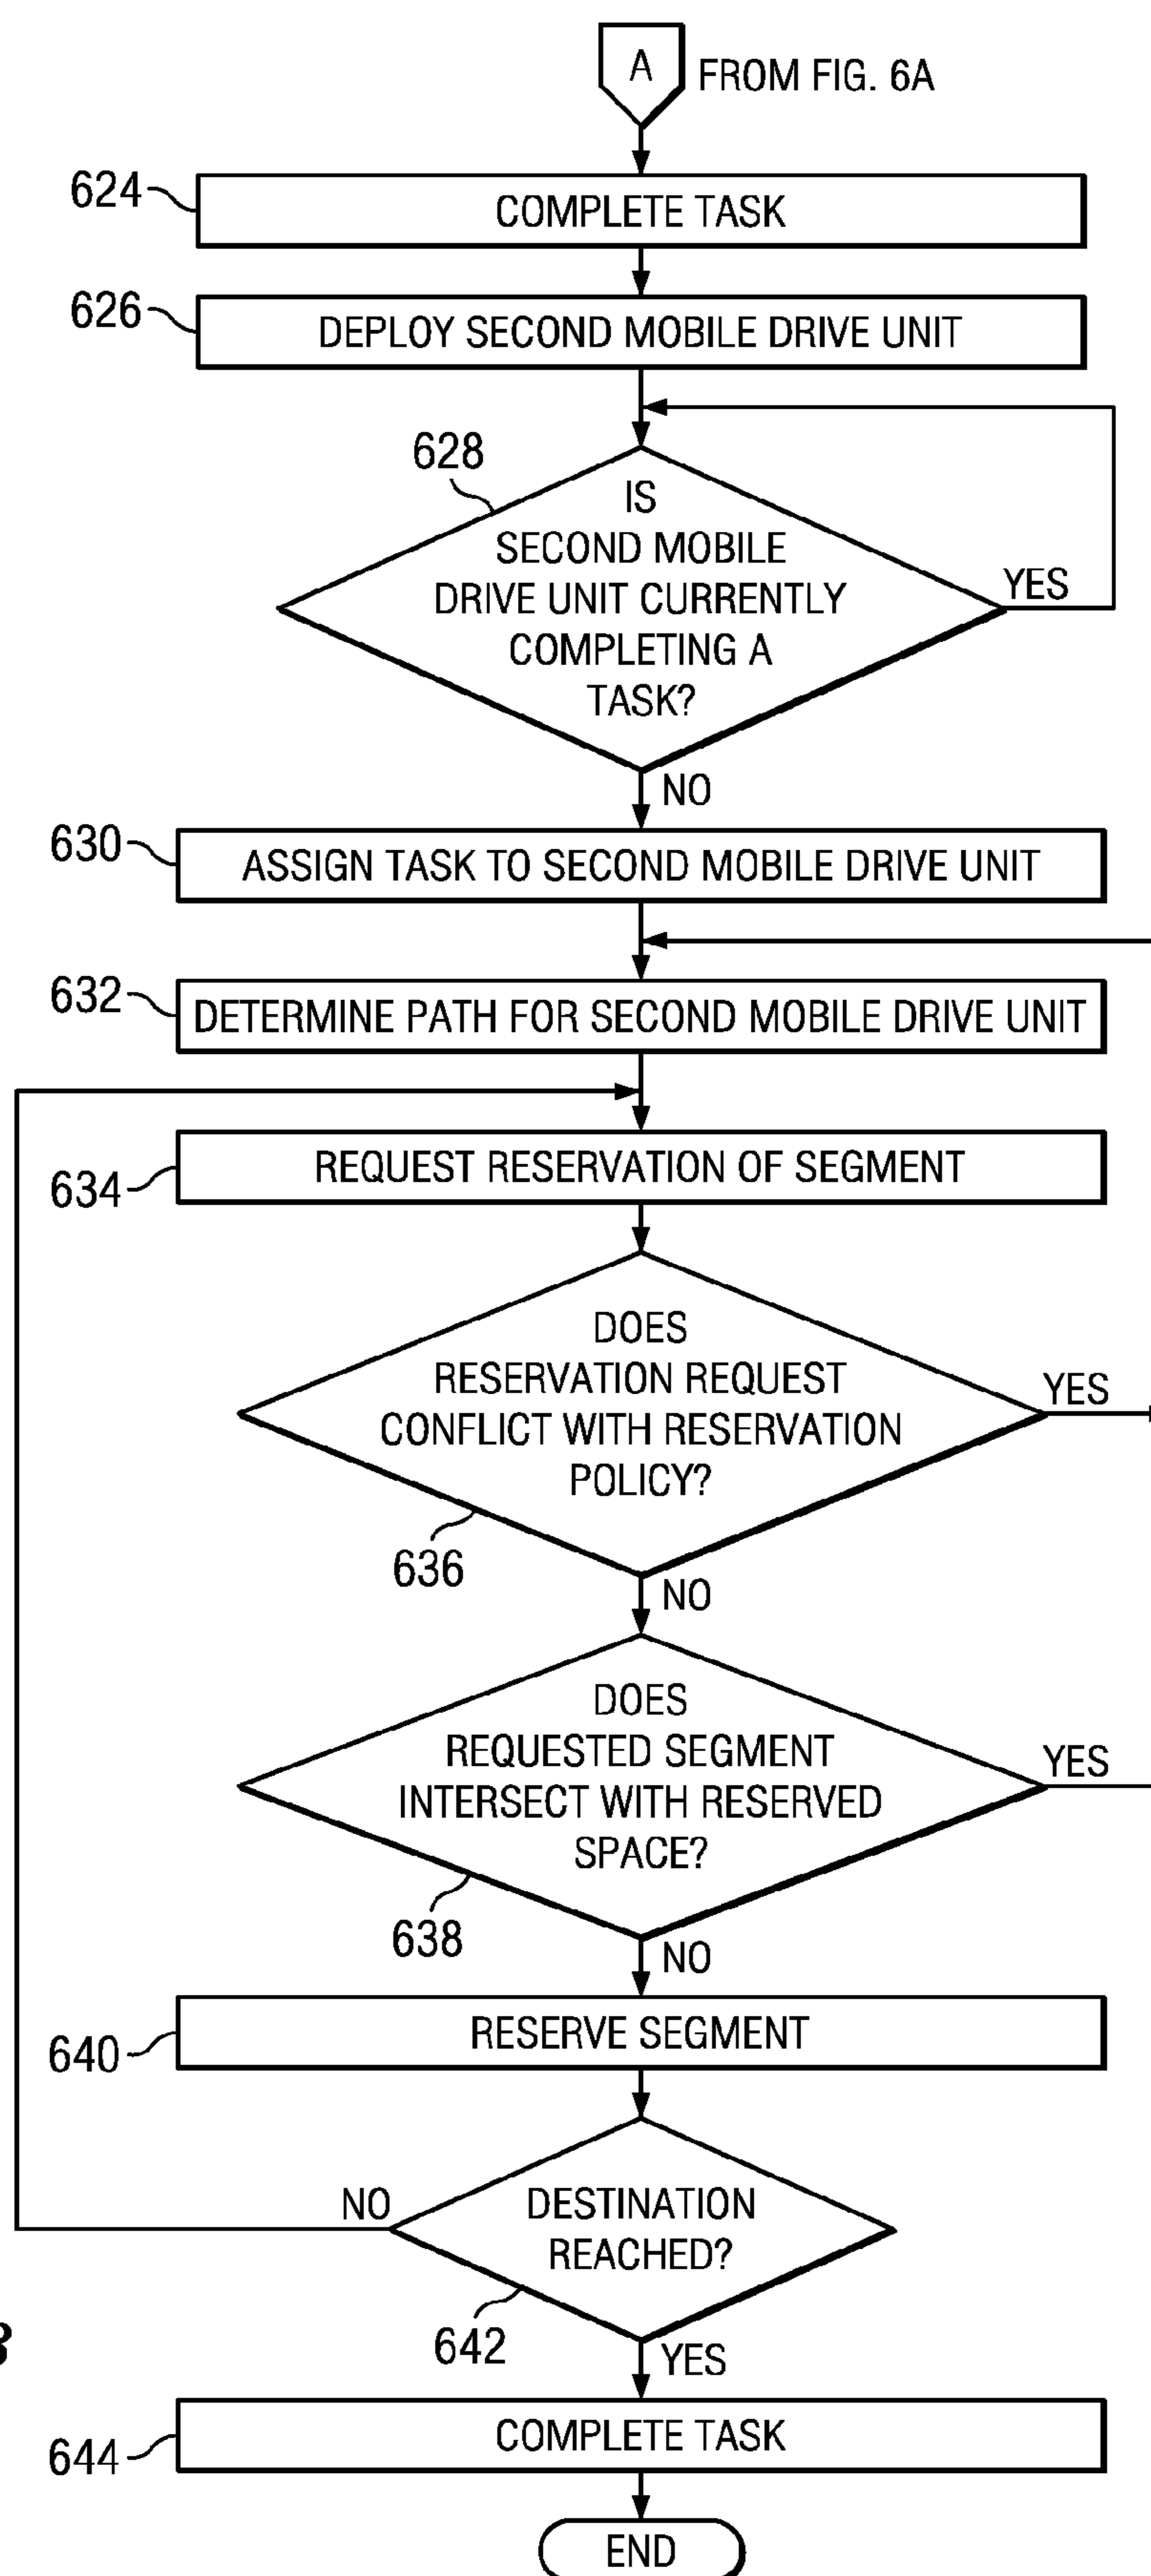 A
FROM FIG. 6A
624
COMPLETE TASK
626
DEPLOY SECOND MOBILE DRIVE UNIT
628
IS
SECOND MOBILE
DRIVE UNIT CURRENTLY
COMPLETING A
TASK?
YES
NO
630
ASSIGN TASK TO SECOND MOBILE DRIVE UNIT
632
DETERMINE PATH FOR SECOND MOBILE DRIVE UNIT
634
REQUEST RESERVATION OF SEGMENT
DOES
RESERVATION REQUEST
CONFLICT WITH RESERVATION
POLICY?
YES
636
NO
DOES
REQUESTED SEGMENT
INTERSECT WITH RESERVED
SPACE?
YES
638
NO
640
RESERVE SEGMENT
NO
DESTINATION
REACHED?
642
YES
644
COMPLETE TASK
END